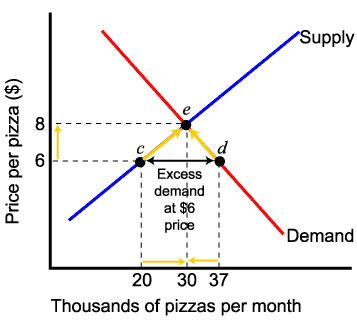 Supply
Price per pizza ($)
8
6
e
c
d
Excess
demand
at $6
price
Demand
20 30 37
Thousands of pizzas per month